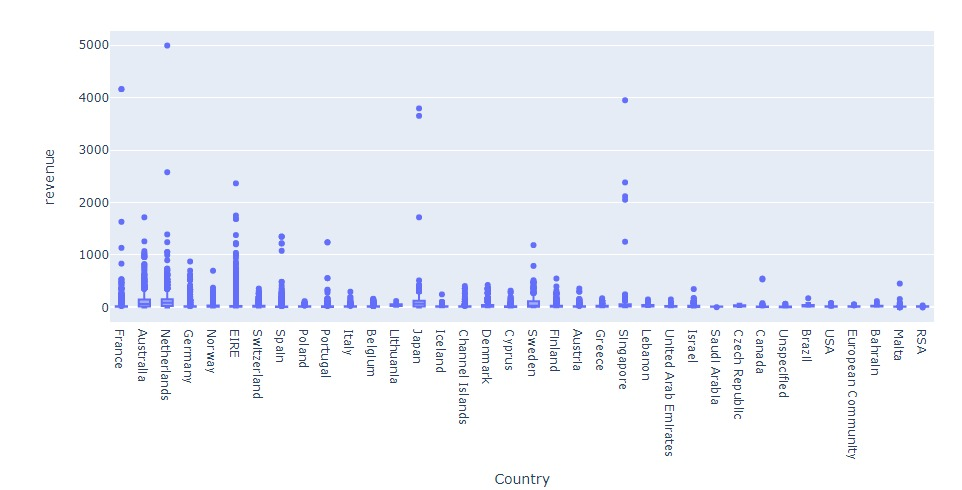 5000
4000
3000
2000
1000
0
revenue
France
Australia
Netherlands
Germany
Norway
EIRE
Switzerland
Spain
Poland
Portugal
Italy
Belgium
Lithuania
Japan
Iceland
Channel Islands
Denmark
Cyprus
Sweden
Finland
Austria
Greece
Singapore
Lebanon
United Arab Emirates
Israel
Saudi Arabia
Czech Republic
Canada
Unspecified
Brazil
USA
European Community
Bahrain
Malta
RSA
Country